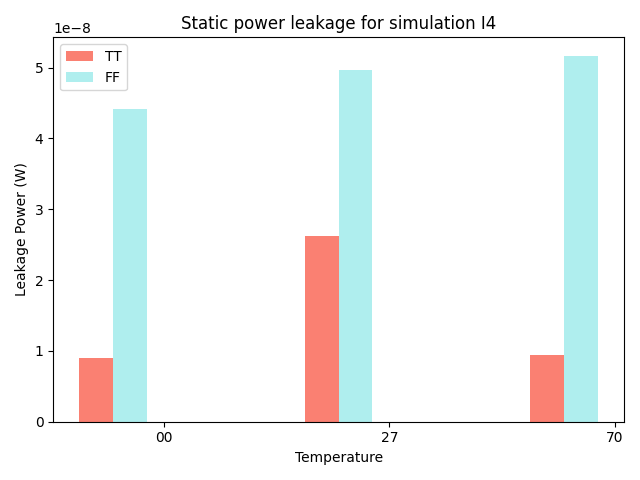 Static power leakage for simulation I4
1e−8
TT
FF
5
4
3
2
1
0
Leakage Power (W)
00
27
70
Temperature